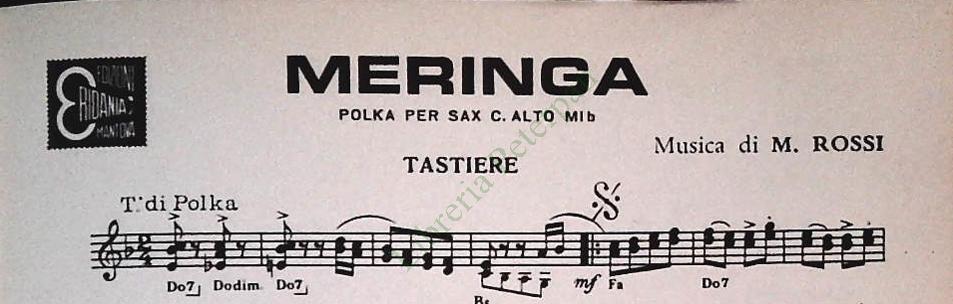 EDIZIONI
ERIDANIA
MANTOVA
MERINGA
POLKA PER SAX C. ALTO MIb
Musica di M. ROSSI
TASTIERE
T.º di Polka
Do7 Dodim. Do7 mf Fa Do7